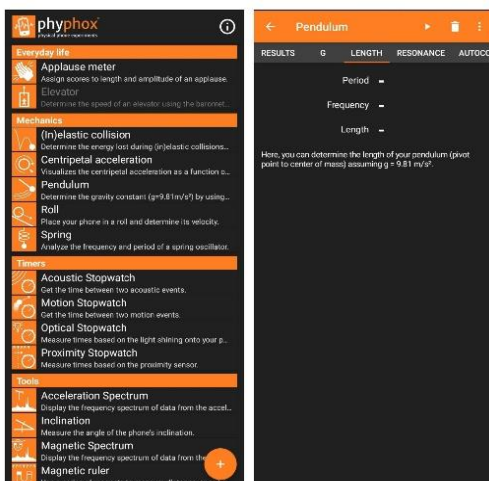 phyphox
physical phone experiments
Everyday life
Applause meter
Assign scores to length and amplitude of an applause.
Elevator
Determine the speed of an elevator using the baromet...
Mechanics
(In)elastic collision
Determine the energy lost during (in)elastic collisions...
Centripetal acceleration
Visualizes the centripetal acceleration as a function o...
Pendulum
Determine the gravity constant (g=9.81m/s²) by using...
Roll
Place your phone in a roll and determine its velocity.
Spring
Analyze the frequency and period of a spring oscillator.
Timers
Acoustic Stopwatch
Get the time between two acoustic events.
Motion Stopwatch
Get the time between two motion events.
Optical Stopwatch
Measure times based on the light shining onto your p...
Proximity Stopwatch
Measure times based on the proximity sensor.
Tools
Acceleration Spectrum
Display the frequency spectrum of data from the accel...
Inclination
Measure the angle of the phone's inclination.
Magnetic Spectrum
Display the frequency spectrum of data from the
Magnetic ruler
Pendulum
RESULTS G LENGTH RESONANCE AUTOCO
Period -
Frequency -
Length -
Here, you can determine the length of your pendulum (pivot
point to center of mass) assuming g = 9.81 m/s².